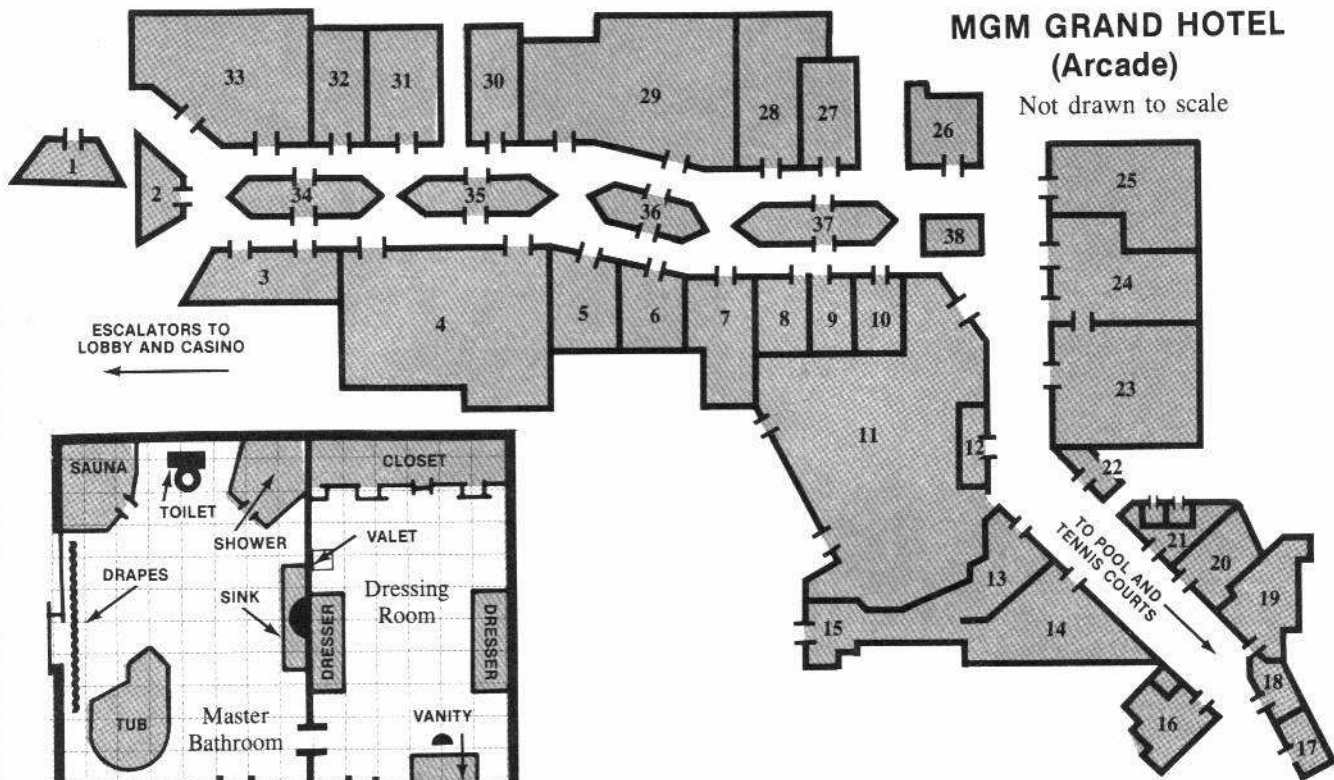 MGM GRAND HOTEL
(Arcade)
Not drawn to scale
33
32
31
30
29
28
27
26
25
1
2
34
35
36
37
38
24
3
4
5
6
7
8
9
10
23
ESCALATORS TO
LOBBY AND CASINO
11
12
22
TO POOL AND
TENNIS COURTS
21
20
19
13
14
15
18
16
17
SAUNA
TOILET
SHOWER
CLOSET
VALET
DRAPES
SINK
Dressing
Room
DRESSER
DRESSER
TUB
Master
Bathroom
VANITY